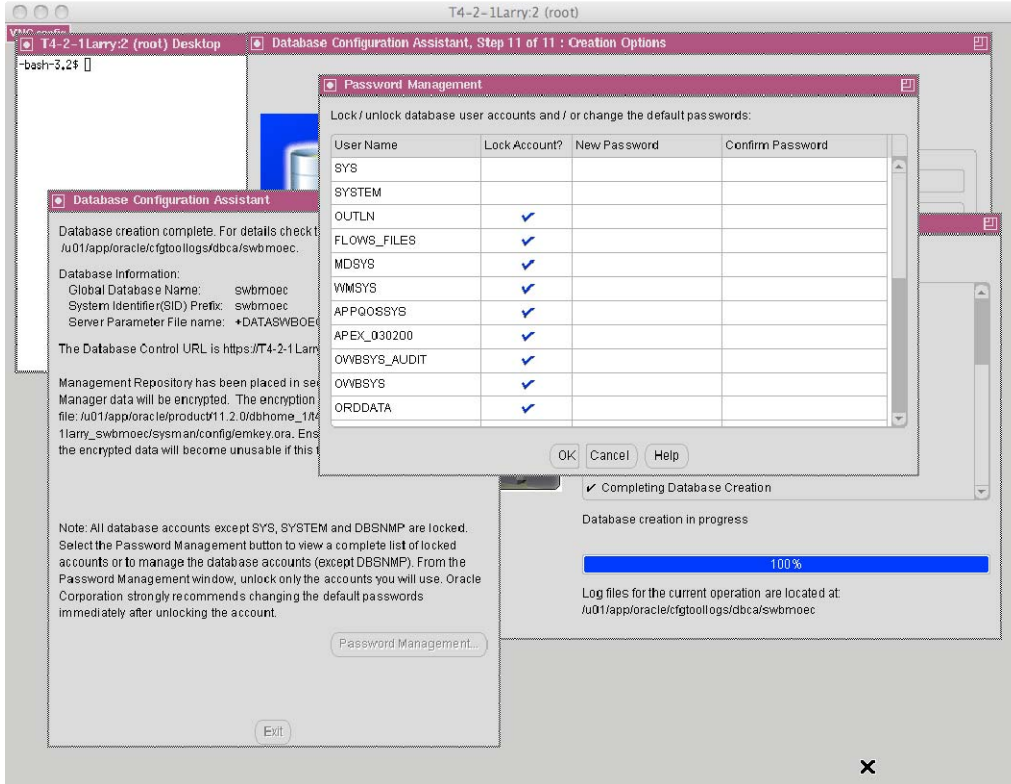 T4-2-1Larry:2 (root)
VNC config
T4-2-1Larry:2 (root) Desktop
-bash-3.2$
Database Configuration Assistant, Step 11 of 11 : Creation Options
Password Management
Lock / unlock database user accounts and / or change the default passwords:
User Name Lock Account? New Password Confirm Password
SYS
SYSTEM
OUTLN
FLOWS_FILES
MDSYS
WMSYS
APPQOSSYS
APEX_030200
OWBSYS_AUDIT
OWBSYS
ORDDATA
OK Cancel Help
Database Configuration Assistant
Database creation complete. For details check t
/u01/app/oracle/cfgtoollogs/dbca/swbmoec.
Database Information:
Global Database Name: swbmoec
System Identifier(SID) Prefix: swbmoec
Server Parameter File name: +DATASWBOEC
The Database Control URL is https://T4-2-1Larry
Management Repository has been placed in se
Manager data will be encrypted. The encryption
file: /u01/app/oracle/product/11.2.0/dbhome_1/t4
1larry_swbmoec/sysman/config/emkey.ora. Ens
the encrypted data will become unusable if this f
Note: All database accounts except SYS, SYSTEM and DBSNMP are locked.
Select the Password Management button to view a complete list of locked
accounts or to manage the database accounts (except DBSNMP). From the
Password Management window, unlock only the accounts you will use. Oracle
Corporation strongly recommends changing the default passwords
immediately after unlocking the account.
Password Management...
Exit
Completing Database Creation
Database creation in progress
100%
Log files for the current operation are located at:
/u01/app/oracle/cfgtoollogs/dbca/swbmoec